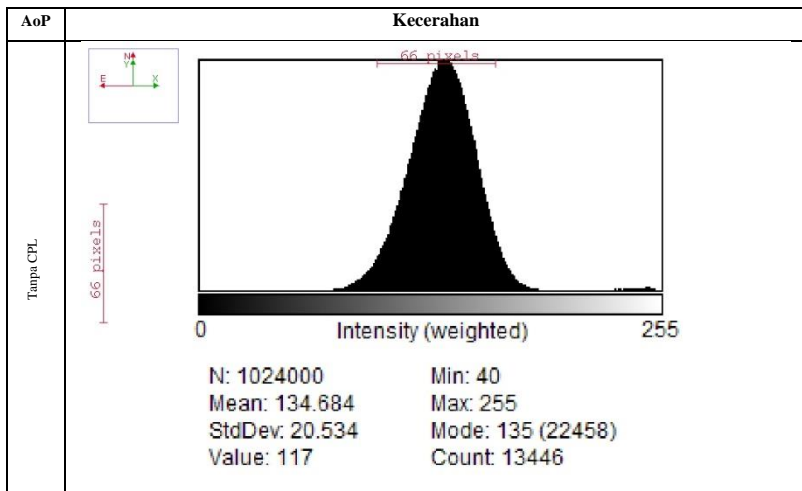 AoP
Kecerahan
N
Y
E
X
66 pixels
66 pixels
Tanpa CPL
0
Intensity (weighted)
255
N: 1024000
Min: 40
Mean: 134.684
Max: 255
StdDev: 20.534
Mode: 135 (22458)
Value: 117
Count: 13446